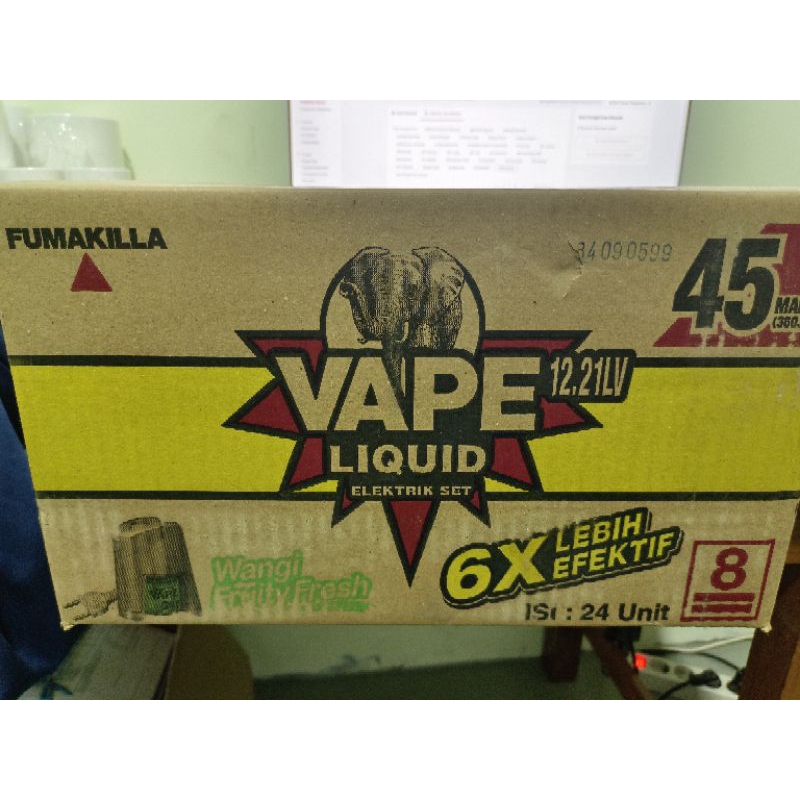 FUMAKILLA
34090599
45
VAPE
12.21LV
LIQUID
ELEKTRIK SET
Wangi
Fruity Fresh
6X LEBIH
EFEKTIF
8
ISI : 24 Unit